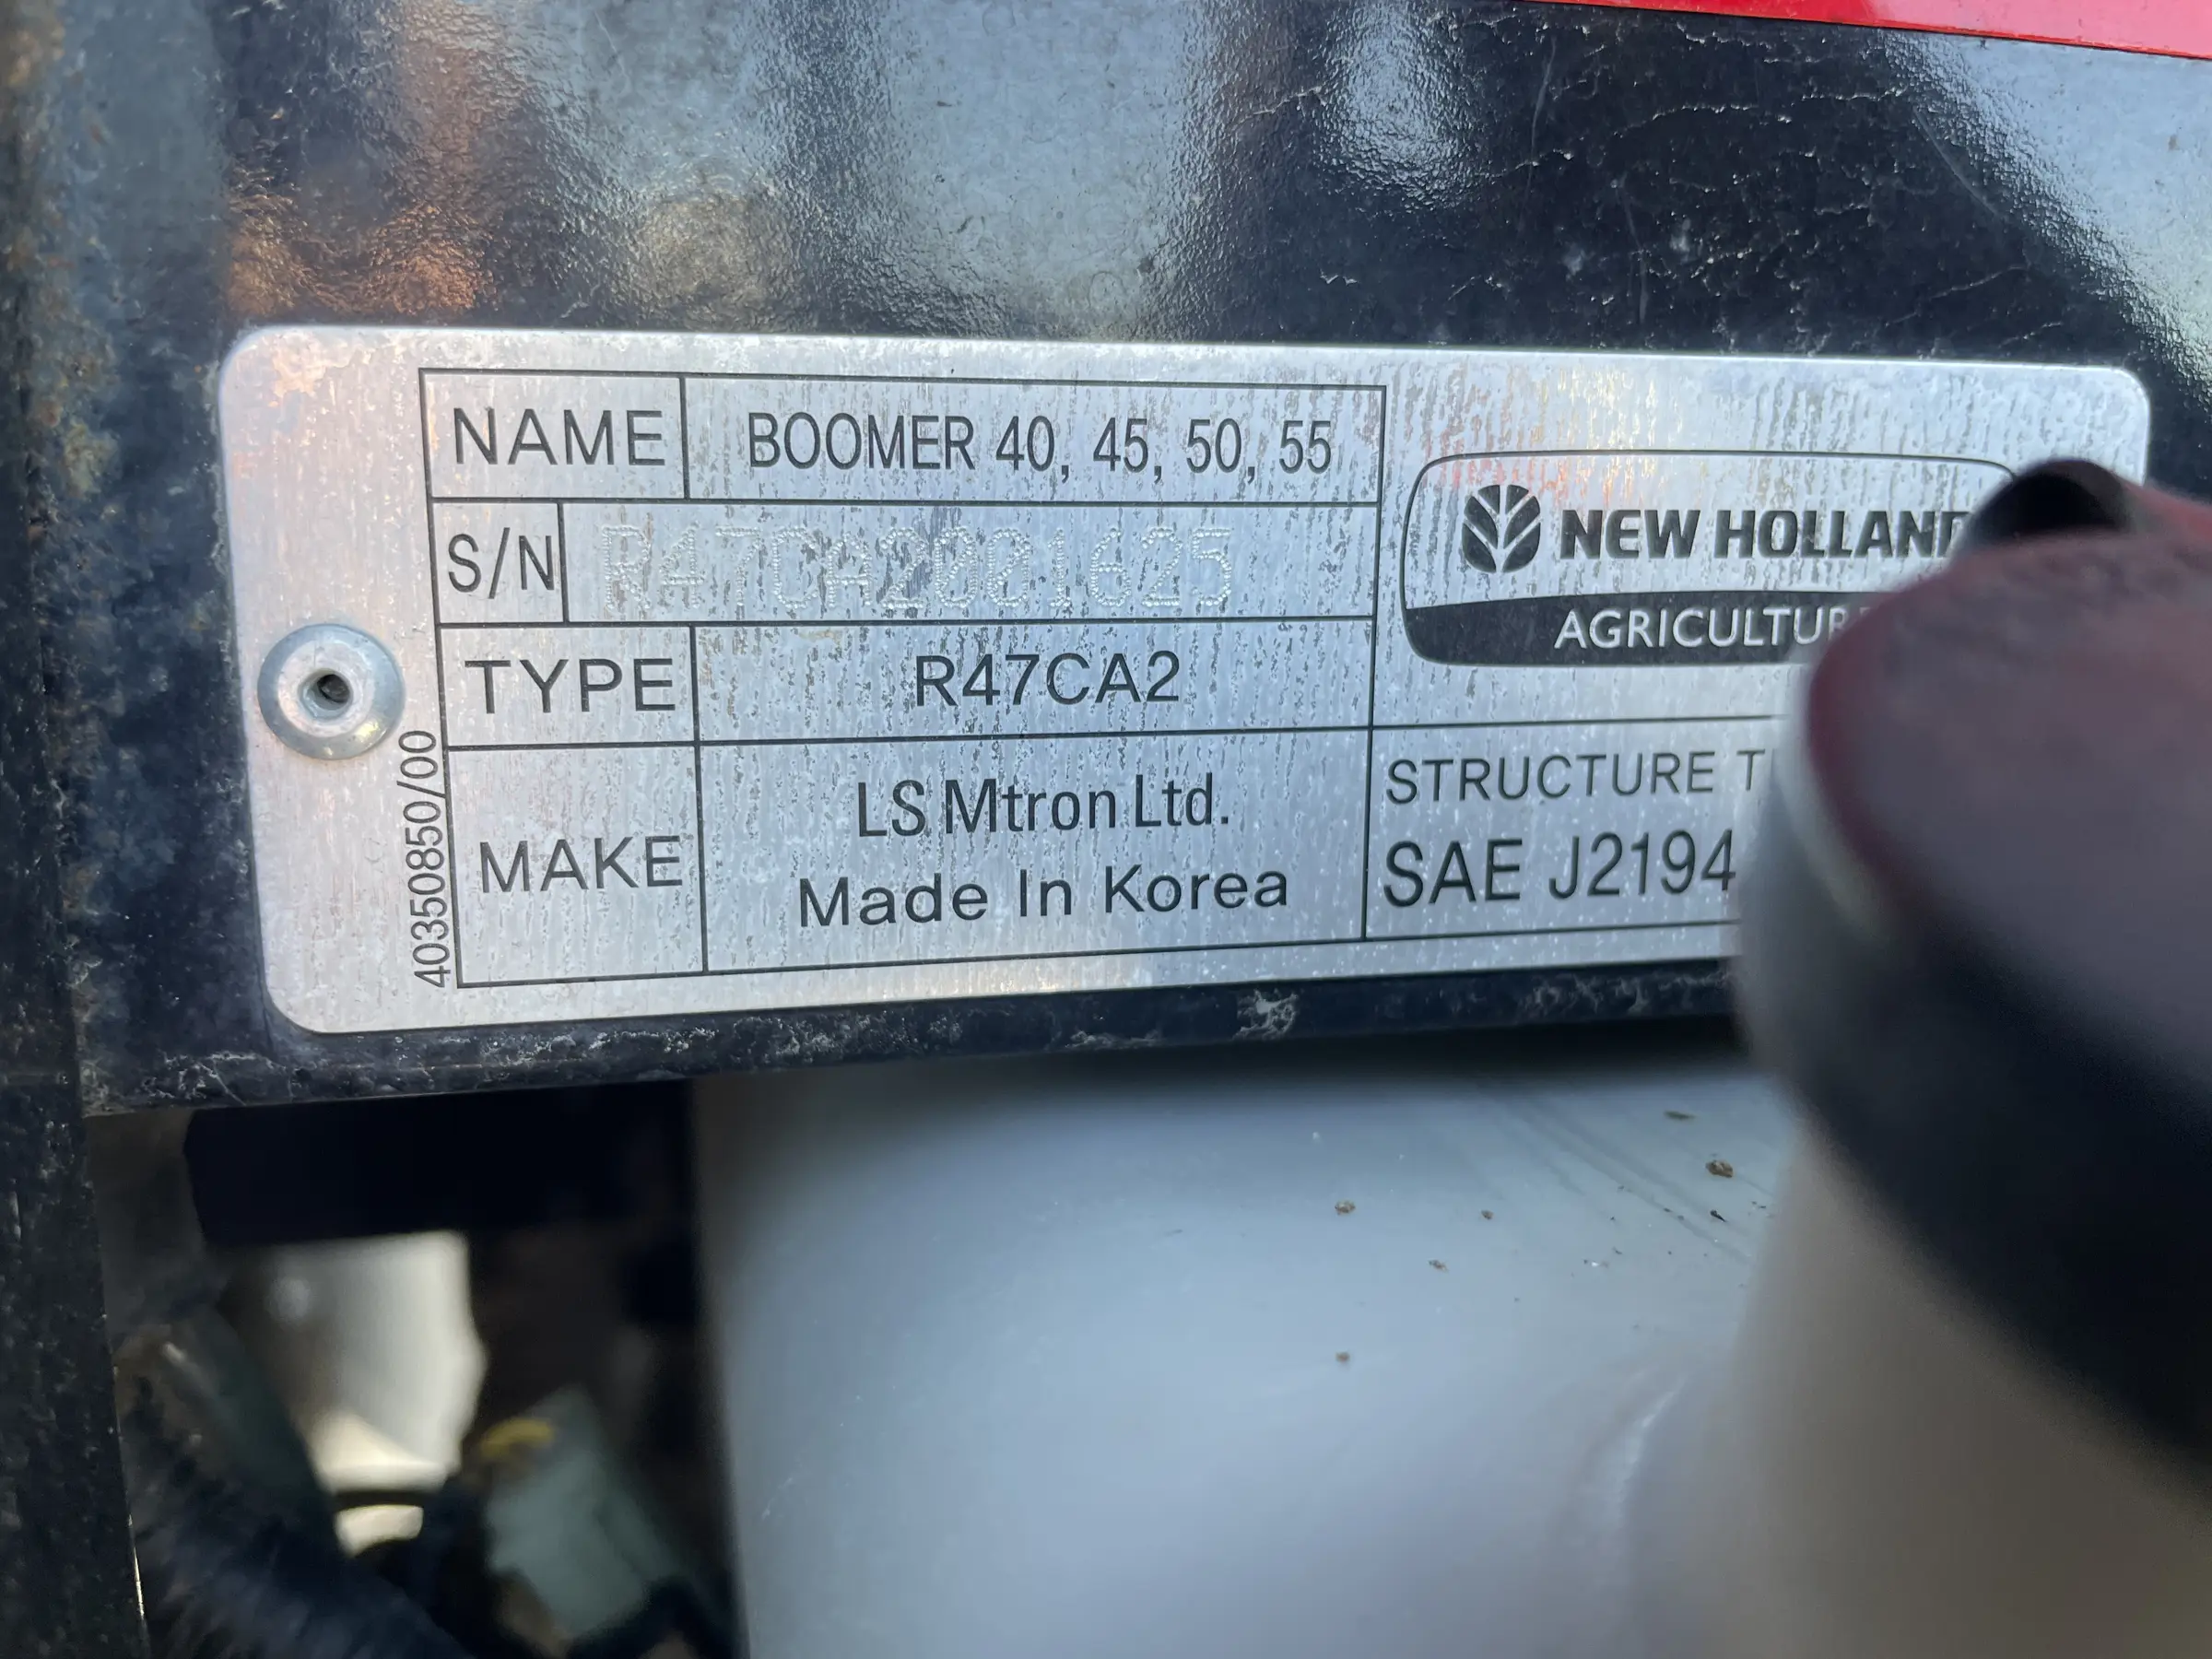 NAME BOOMER 40, 45, 50, 55
S/N R47CA2001625
TYPE R47CA2
MAKE LS Mtron Ltd.
Made In Korea
NEW HOLLAND
STRUCTURE
SAE J2194
40350850/00